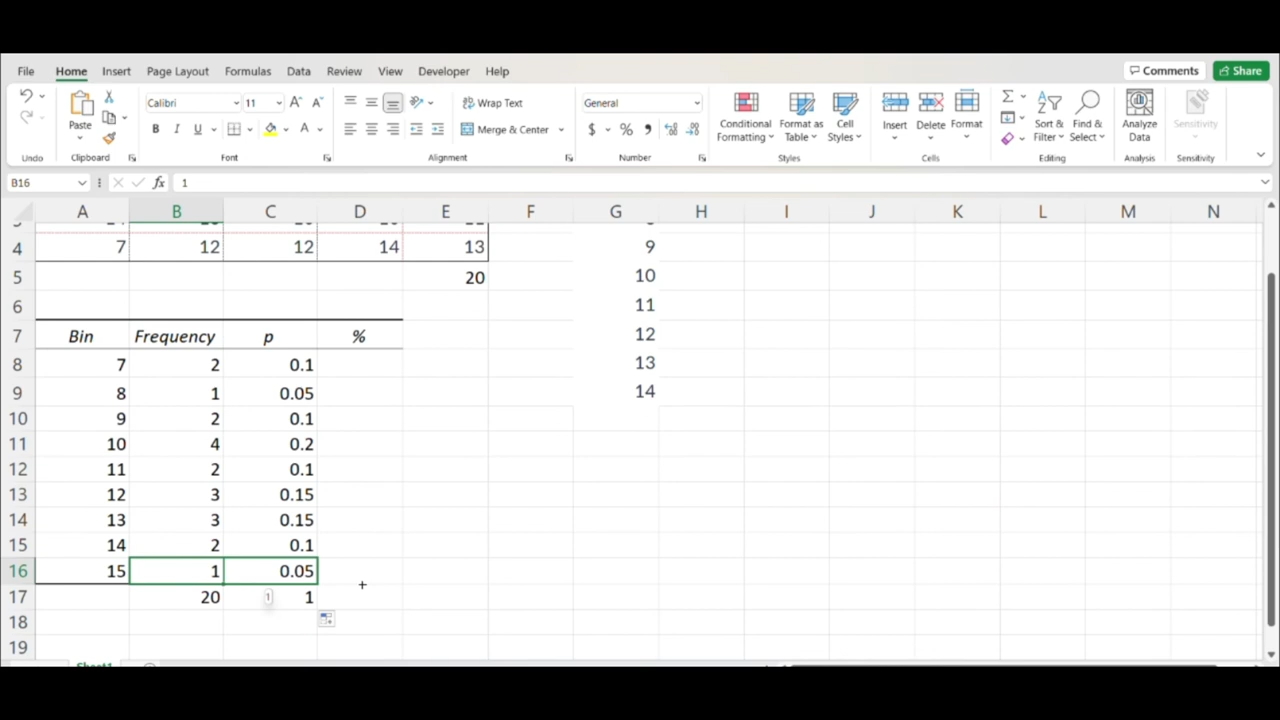 File Home Insert Page Layout Formulas Data Review View Developer Help Comments Share
Calibri 11 A A Wrap Text General
Paste B I U A Merge & Center $ % Conditional Formatting Format as Table Cell Styles Insert Delete Format Sort & Filter Find & Select Analyze Data Sensitivity
Undo Clipboard Font Alignment Number Styles Cells Editing Analysis Sensitivity
B16 fx 1
A B C D E F G H I J K L M N
4 7 12 12 14 13 9
5 20 10
6 11
7 Bin Frequency p % 12
8 7 2 0.1 13
9 8 1 0.05 14
10 9 2 0.1
11 10 4 0.2
12 11 2 0.1
13 12 3 0.15
14 13 3 0.15
15 14 2 0.1
16 15 1 0.05
17 20 1 1
18
19
Sheet1